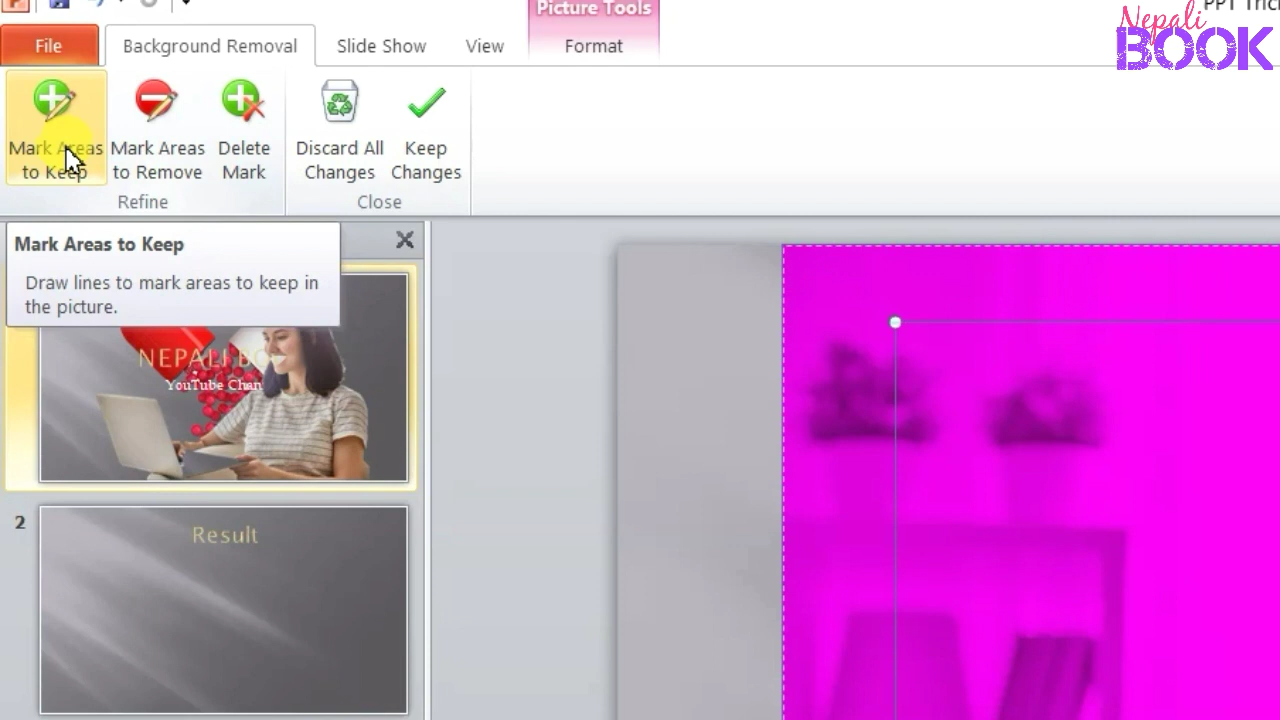 Picture Tools
PPT Tric
Nepali
BOOK
File
Background Removal
Slide Show
View
Format
Mark Areas
to Keep
Mark Areas
to Remove
Delete
Mark
Discard All
Changes
Keep
Changes
Refine
Close
Mark Areas to Keep
Draw lines to mark areas to keep in
the picture.
NEPALI BO
YouTube Chan
2
Result